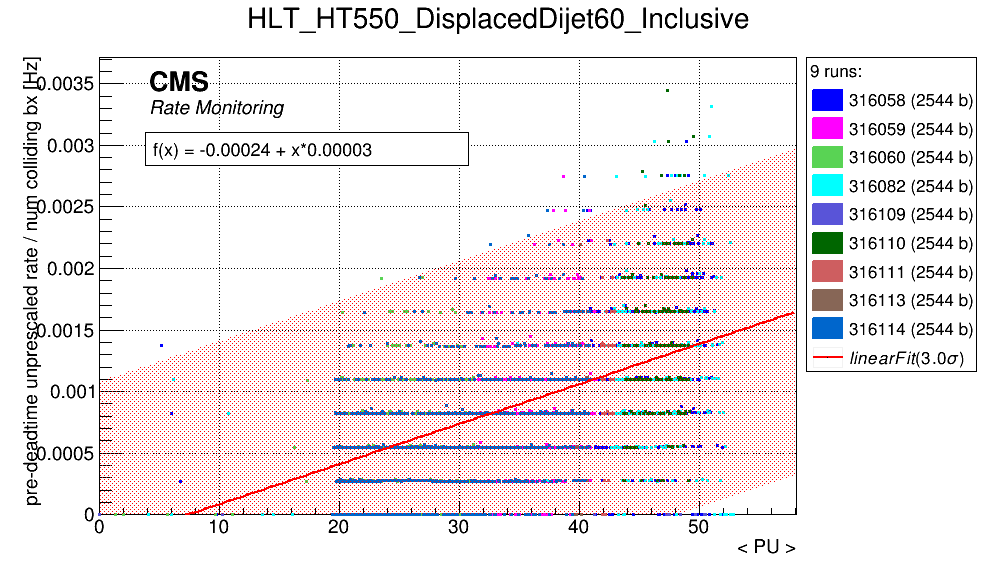 HLT_HT550_DisplacedDijet60_Inclusive
pre-deadtime unprescaled rate / num colliding bx [Hz]
0.0035
0.003
0.0025
0.002
0.0015
0.001
0.0005
0
CMS
Rate Monitoring
f(x) = -0.00024 + x*0.00003
0 10 20 30 40 50
< PU >
9 runs:
316058 (2544 b)
316059 (2544 b)
316060 (2544 b)
316082 (2544 b)
316109 (2544 b)
316110 (2544 b)
316111 (2544 b)
316113 (2544 b)
316114 (2544 b)
linearFit(3.0σ)